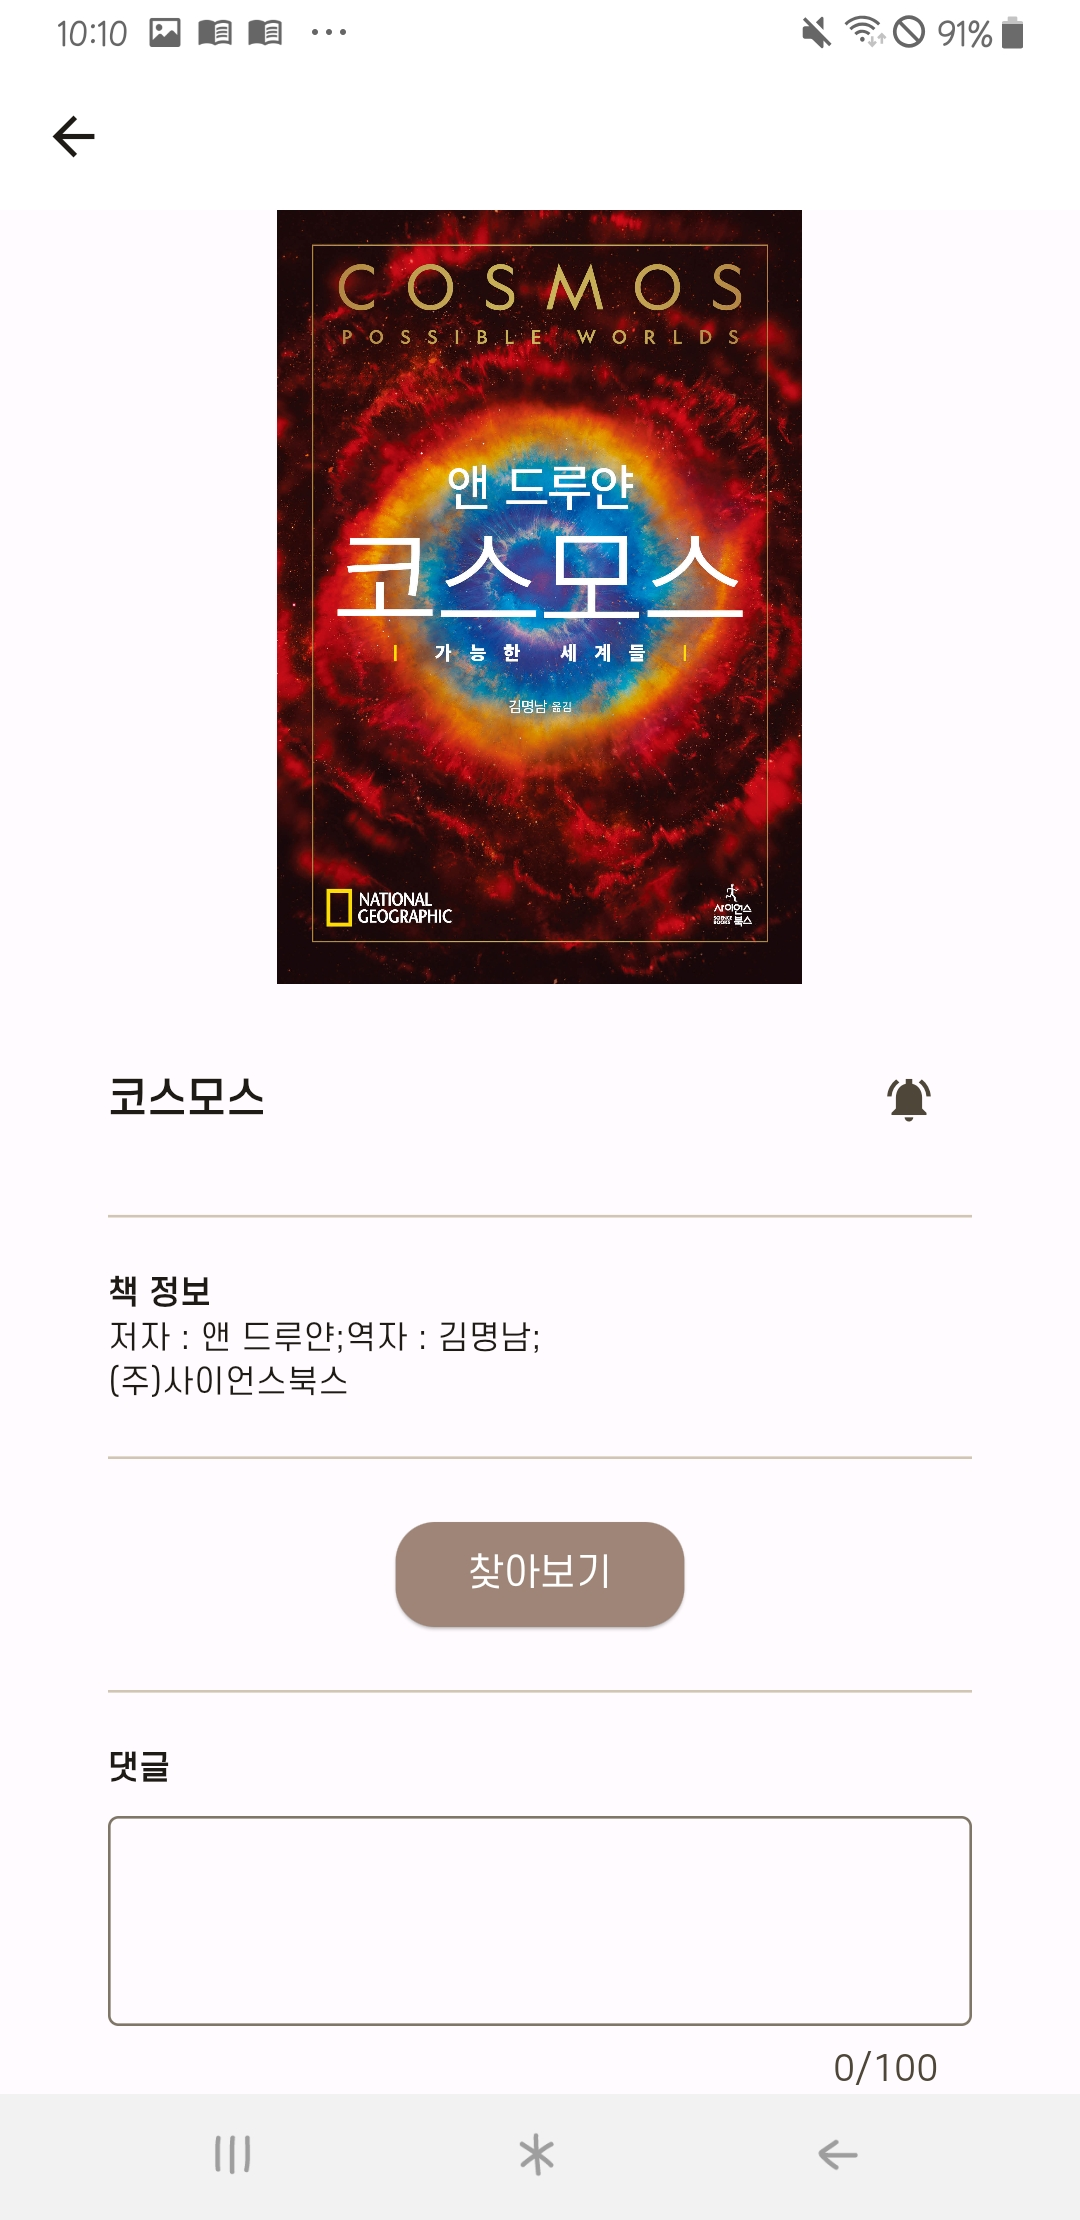 10:10
91%
COSMOS
POSSIBLE WORLDS
앤 드루얀
코스모스
가능한 세계들
김명남 옮김
NATIONAL
GEOGRAPHIC
사이언스
SCIENCE
BOOKS 북스
코스모스
책 정보
저자 : 앤 드루얀;역자 : 김명남;
(주)사이언스북스
찾아보기
댓글
0/100